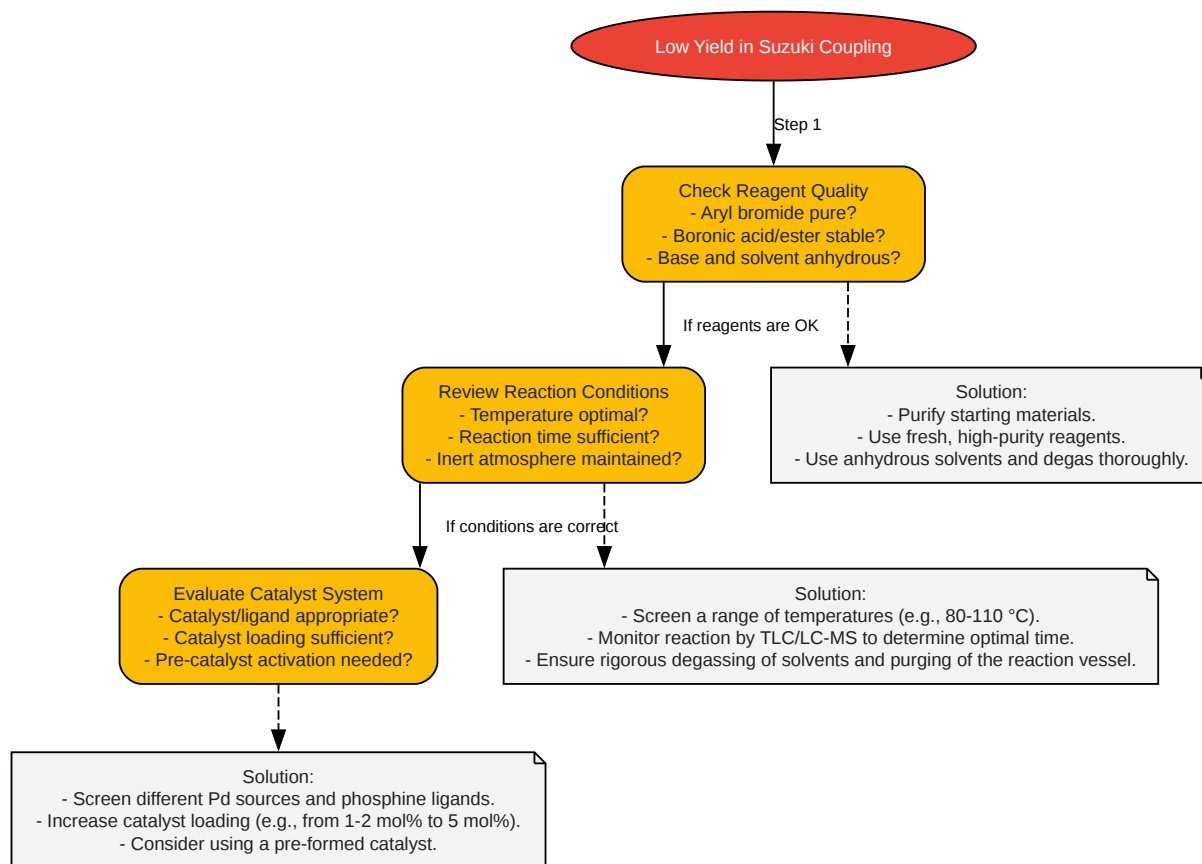 Low Yield in Suzuki Coupling
Step 1
Check Reagent Quality
- Aryl bromide pure?
- Boronic acid/ester stable?
- Base and solvent anhydrous?
If reagents are OK
Review Reaction Conditions
- Temperature optimal?
- Reaction time sufficient?
- Inert atmosphere maintained?
Solution:
- Purify starting materials.
- Use fresh, high-purity reagents.
- Use anhydrous solvents and degas thoroughly.
If conditions are correct
Evaluate Catalyst System
- Catalyst/ligand appropriate?
- Catalyst loading sufficient?
- Pre-catalyst activation needed?
Solution:
- Screen a range of temperatures (e.g., 80-110 °C).
- Monitor reaction by TLC/LC-MS to determine optimal time.
- Ensure rigorous degassing of solvents and purging of the reaction vessel.
Solution:
- Screen different Pd sources and phosphine ligands.
- Increase catalyst loading (e.g., from 1-2 mol% to 5 mol%).
- Consider using a pre-formed catalyst.